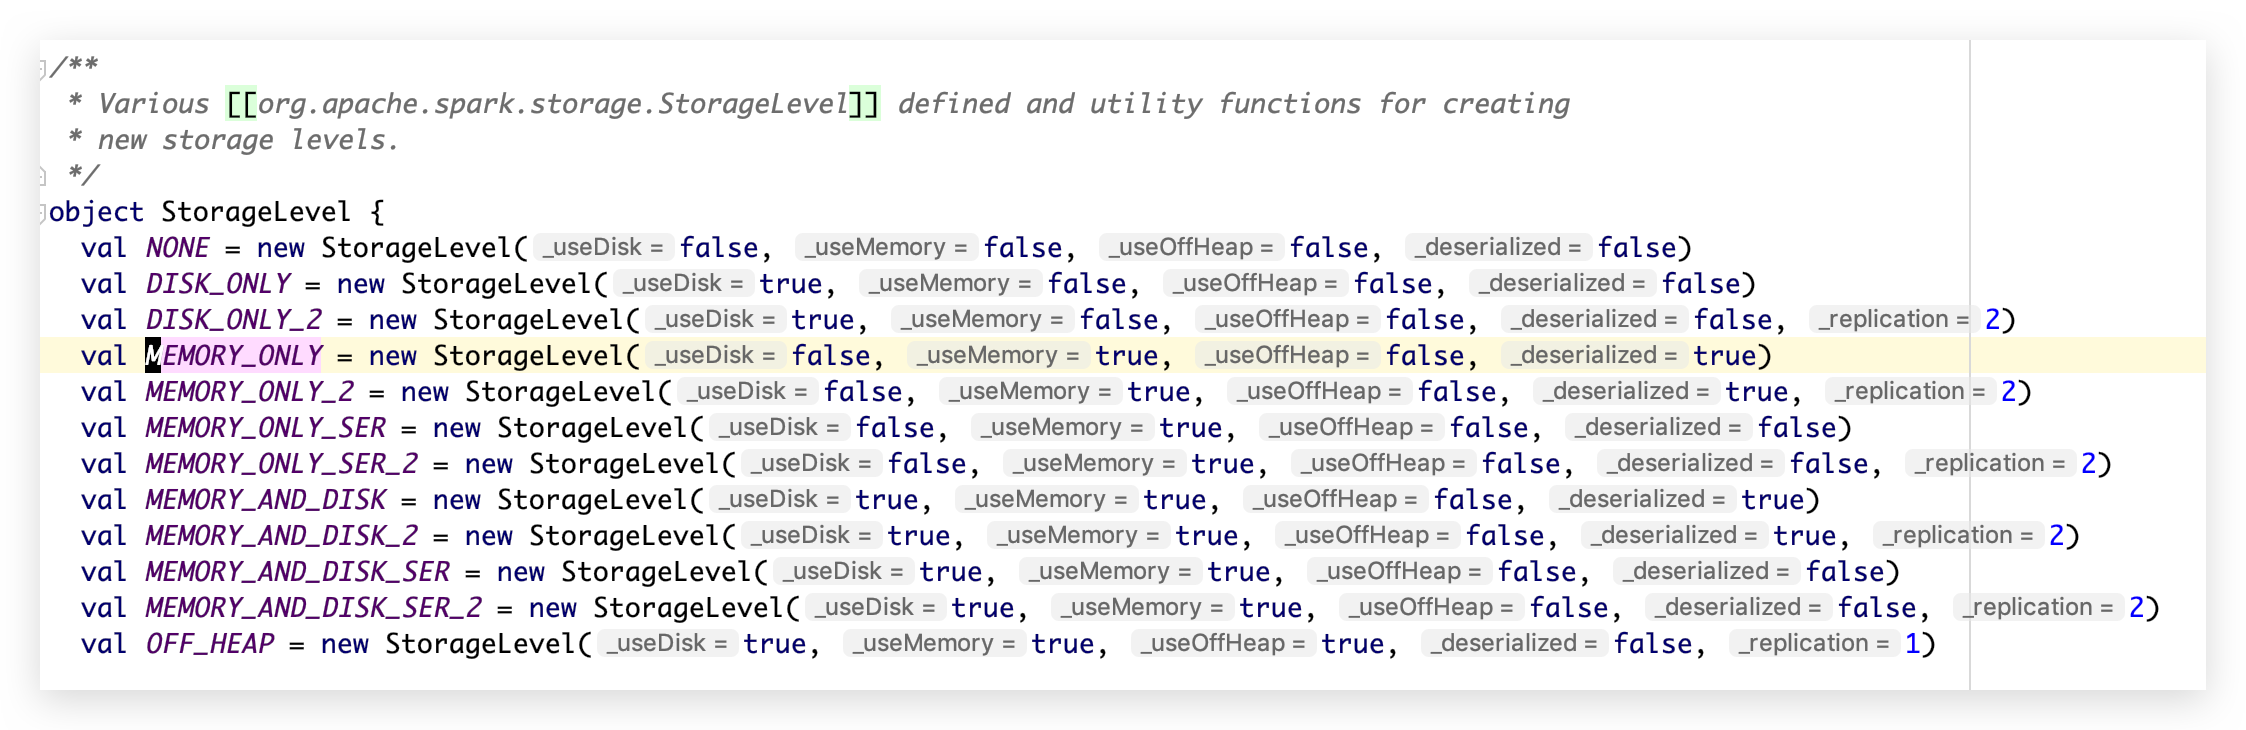 /**
 * Various [[org.apache.spark.storage.StorageLevel]] defined and utility functions for creating
 * new storage levels.
 */
object StorageLevel {
  val NONE = new StorageLevel( _useDisk = false, _useMemory = false, _useOffHeap = false, _deserialized = false)
  val DISK_ONLY = new StorageLevel( _useDisk = true, _useMemory = false, _useOffHeap = false, _deserialized = false)
  val DISK_ONLY_2 = new StorageLevel( _useDisk = true, _useMemory = false, _useOffHeap = false, _deserialized = false, _replication = 2)
  val MEMORY_ONLY = new StorageLevel( _useDisk = false, _useMemory = true, _useOffHeap = false, _deserialized = true)
  val MEMORY_ONLY_2 = new StorageLevel( _useDisk = false, _useMemory = true, _useOffHeap = false, _deserialized = true, _replication = 2)
  val MEMORY_ONLY_SER = new StorageLevel( _useDisk = false, _useMemory = true, _useOffHeap = false, _deserialized = false)
  val MEMORY_ONLY_SER_2 = new StorageLevel( _useDisk = false, _useMemory = true, _useOffHeap = false, _deserialized = false, _replication = 2)
  val MEMORY_AND_DISK = new StorageLevel( _useDisk = true, _useMemory = true, _useOffHeap = false, _deserialized = true)
  val MEMORY_AND_DISK_2 = new StorageLevel( _useDisk = true, _useMemory = true, _useOffHeap = false, _deserialized = true, _replication = 2)
  val MEMORY_AND_DISK_SER = new StorageLevel( _useDisk = true, _useMemory = true, _useOffHeap = false, _deserialized = false)
  val MEMORY_AND_DISK_SER_2 = new StorageLevel( _useDisk = true, _useMemory = true, _useOffHeap = false, _deserialized = false, _replication = 2)
  val OFF_HEAP = new StorageLevel( _useDisk = true, _useMemory = true, _useOffHeap = true, _deserialized = false, _replication = 1)